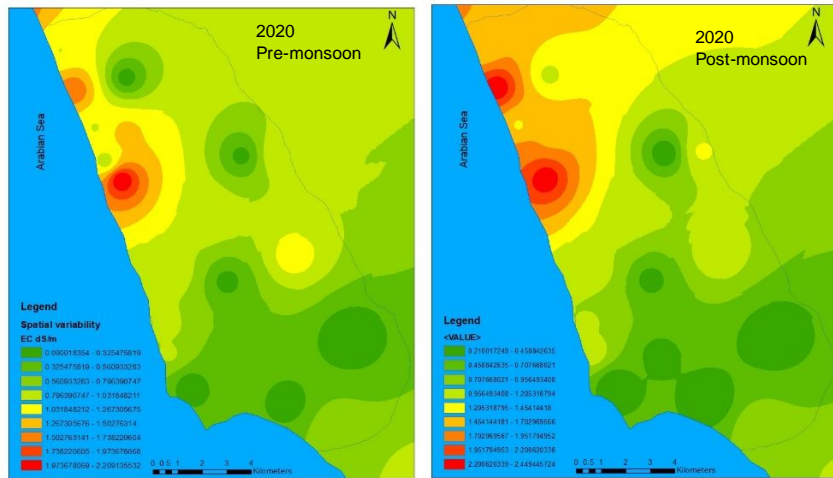 2020
Pre-monsoon
N
Arabian Sea
Legend
Spatial variability
EC dS/m
0.090018354 - 0.325475819
0.325475819 - 0.560933283
0.560933283 - 0.796390747
0.796390747 - 1.031848211
1.031848212 - 1.267305675
1.267305676 - 1.50276314
1.502763141 - 1.738220604
1.738220605 - 1.973678068
1.973678069 - 2.209135532
0 0.5 1 2 3 4
Kilometers
2020
Post-monsoon
N
Arabian Sea
Legend
<VALUE>
0.210017249 - 0.458842635
0.458842635 - 0.707668021
0.707668021 - 0.956493408
0.956493408 - 1.205318794
1.205318795 - 1.45414418
1.454144181 - 1.702969566
1.702969567 - 1.951794952
1.951794953 - 2.200620338
2.200620339 - 2.449445724
0 0.5 1 2 3 4
Kilometers